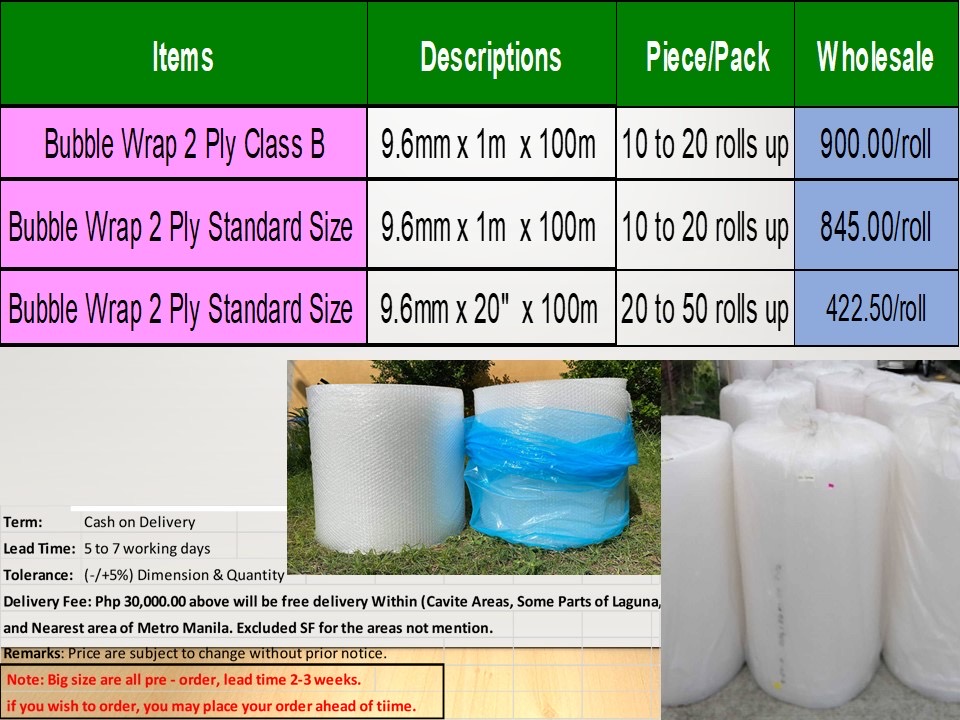 Items Descriptions Piece/Pack Wholesale
Bubble Wrap 2 Ply Class B 9.6mm x 1m x 100m 10 to 20 rolls up 900.00/roll
Bubble Wrap 2 Ply Standard Size 9.6mm x 1m x 100m 10 to 20 rolls up 845.00/roll
Bubble Wrap 2 Ply Standard Size 9.6mm x 20" x 100m 20 to 50 rolls up 422.50/roll
Term: Cash on Delivery
Lead Time: 5 to 7 working days
Tolerance: (-/+5%) Dimension & Quantity
Delivery Fee: Php 30,000.00 above will be free delivery Within (Cavite Areas, Some Parts of Laguna,
and Nearest area of Metro Manila. Excluded SF for the areas not mention.
Remarks: Price are subject to change without prior notice.
Note: Big size are all pre - order, lead time 2-3 weeks.
if you wish to order, you may place your order ahead of tiime.